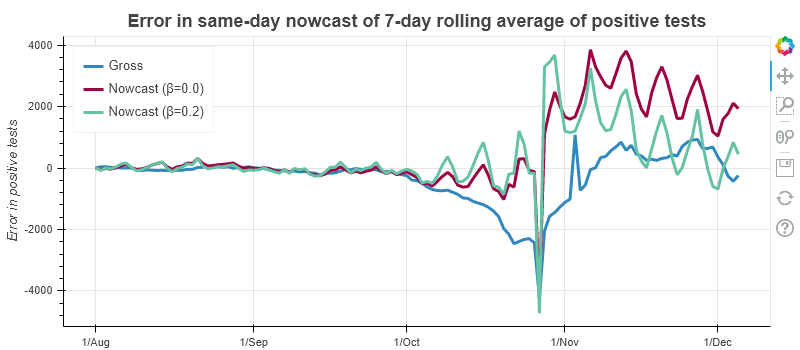 Error in same-day nowcast of 7-day rolling average of positive tests
Error in positive tests
4000
2000
0
-2000
-4000
Gross
Nowcast (β=0.0)
Nowcast (β=0.2)
1/Aug
1/Sep
1/Oct
1/Nov
1/Dec